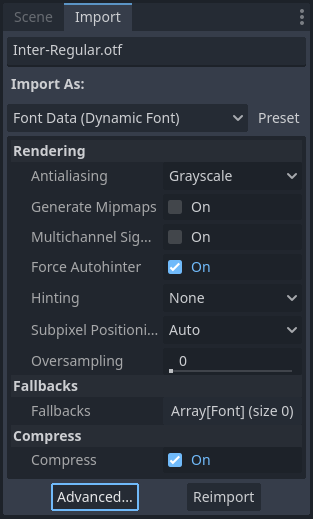 Scene Import
Inter-Regular.otf
Import As:
Font Data (Dynamic Font) Preset
Rendering
Antialiasing Grayscale
Generate Mipmaps On
Multichannel Sig... On
Force Autohinter On
Hinting None
Subpixel Positioni... Auto
Oversampling 0
Fallbacks
Fallbacks Array[Font] (size 0)
Compress
Compress On
Advanced... Reimport